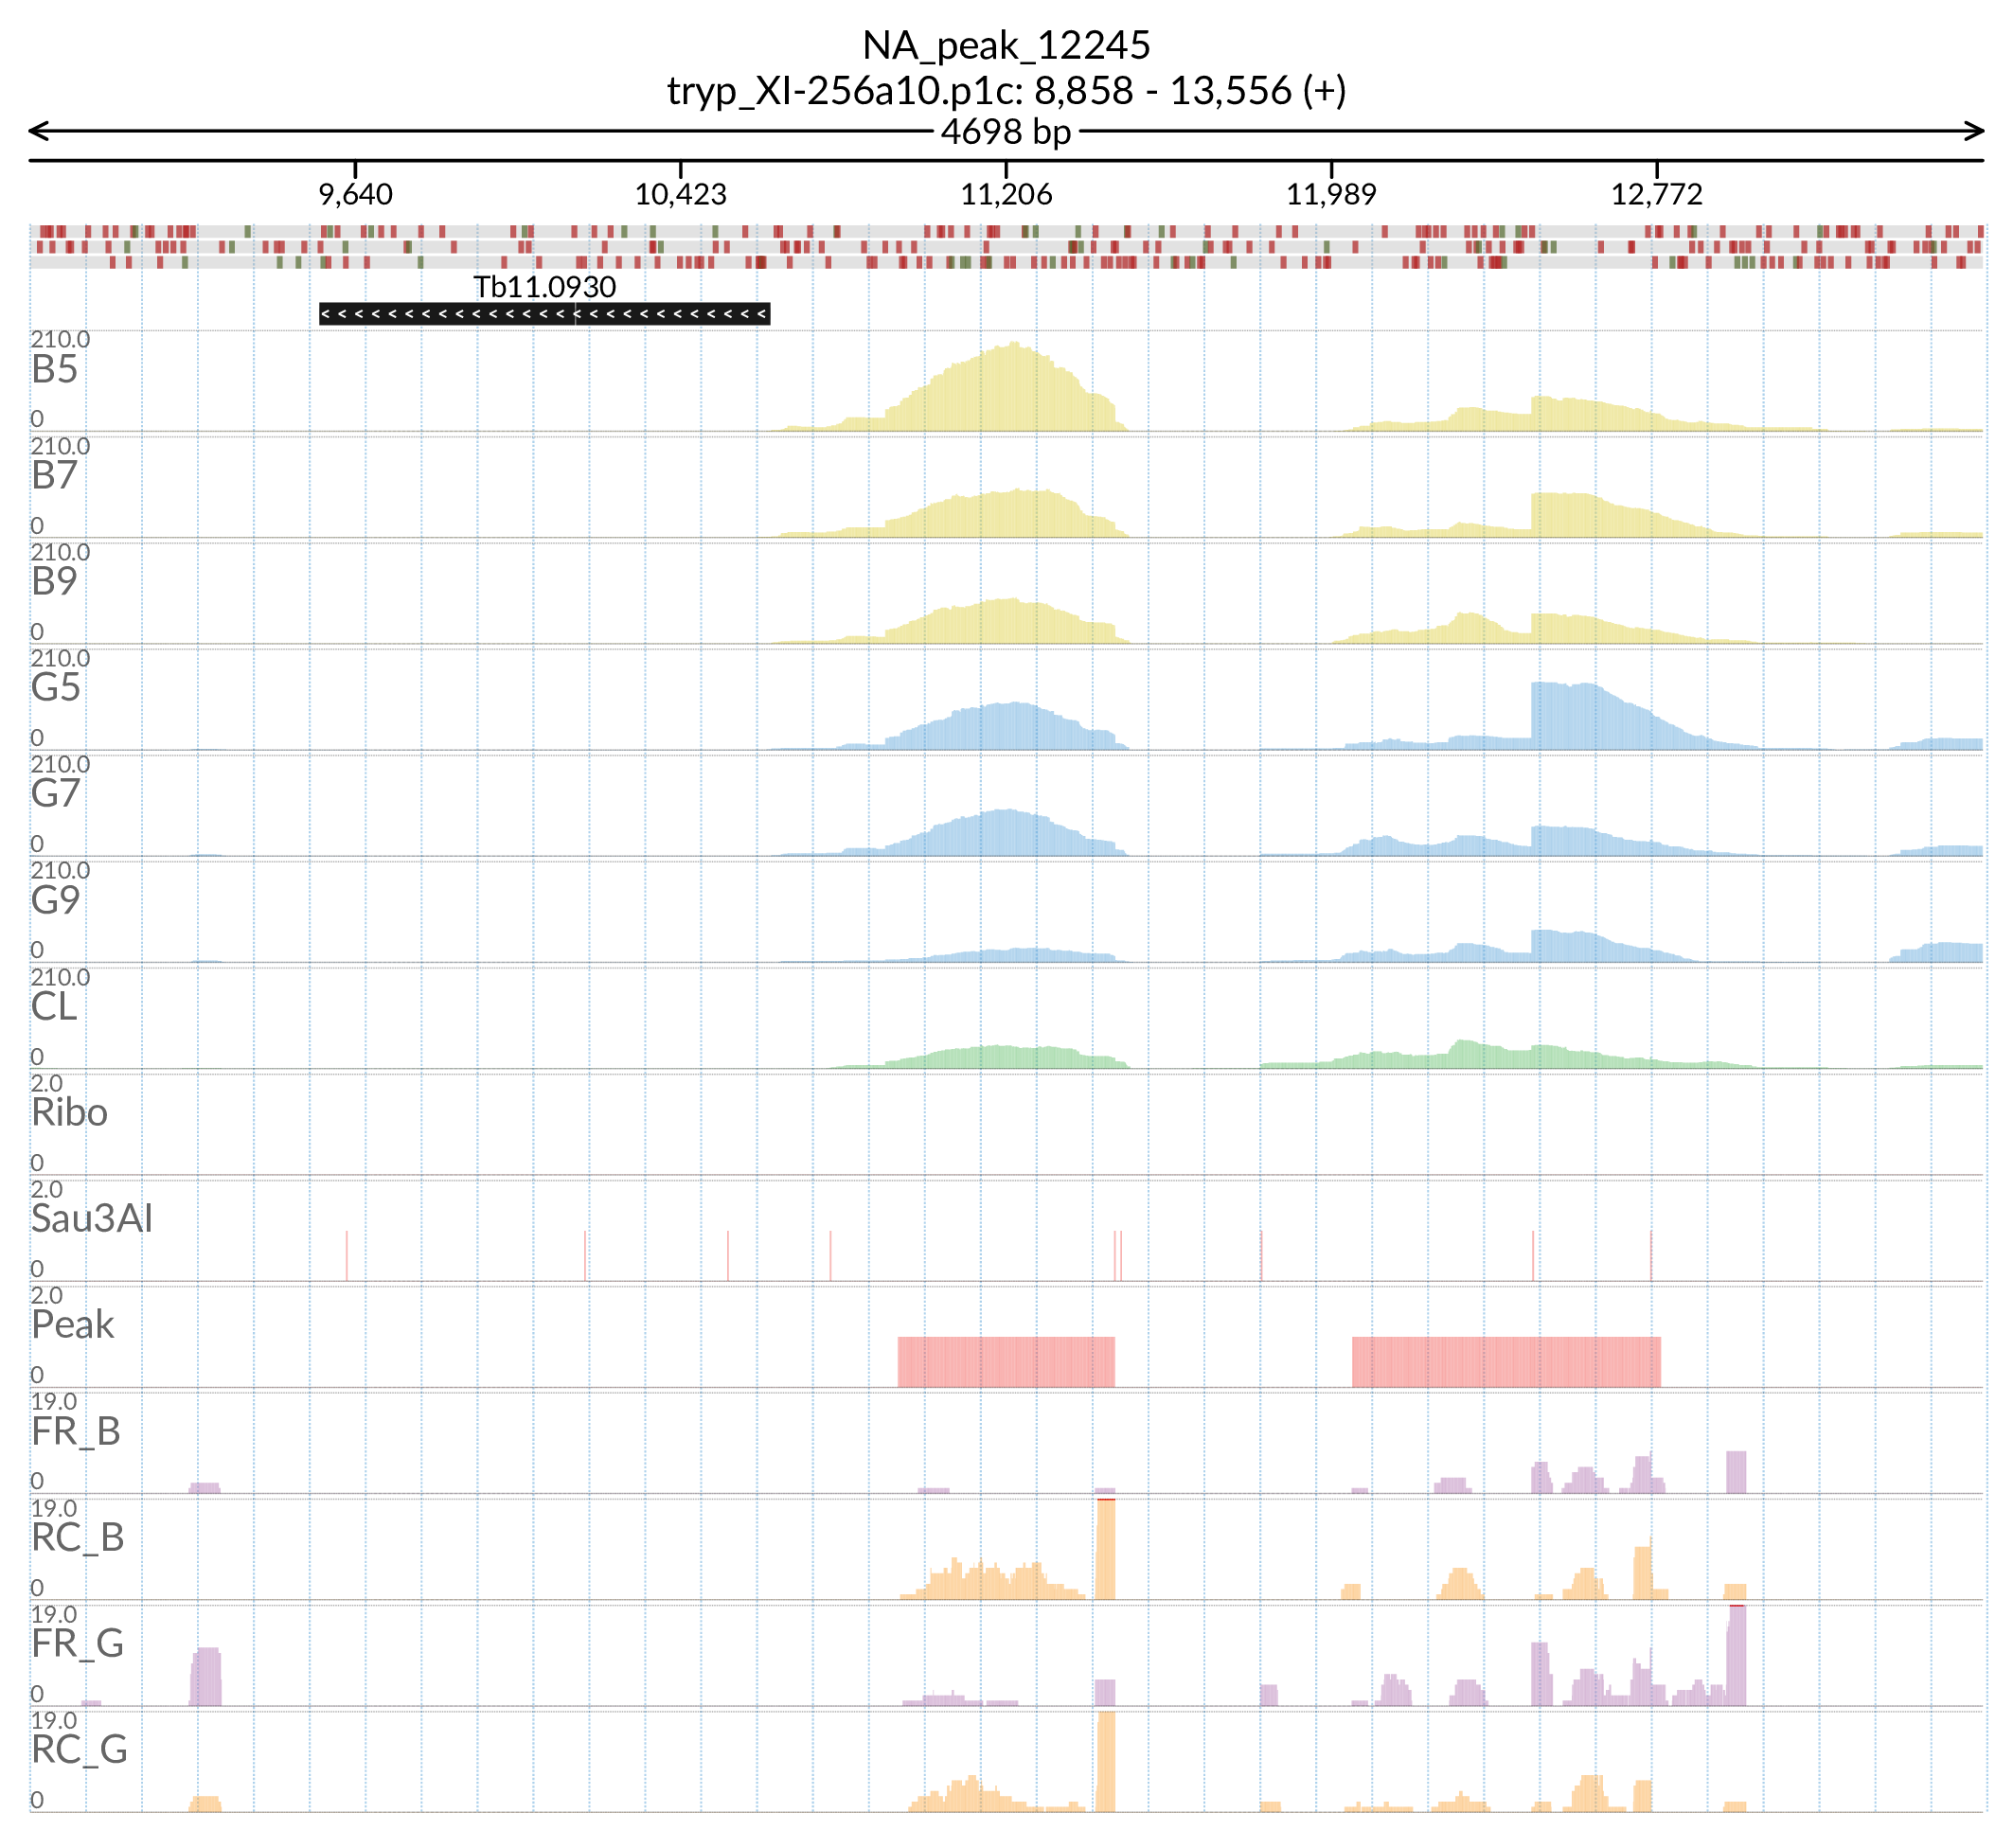 NA_peak_12245
tryp_XI-256a10.p1c: 8,858 - 13,556 (+)
4698 bp
9,640 10,423 11,206 11,989 12,772
Tb11.0930
210.0
B5
0
210.0
B7
0
210.0
B9
0
210.0
G5
0
210.0
G7
0
210.0
G9
0
210.0
CL
0
2.0
Ribo
0
2.0
Sau3AI
0
2.0
Peak
0
19.0
FR_B
0
19.0
RC_B
0
19.0
FR_G
0
19.0
RC_G
0